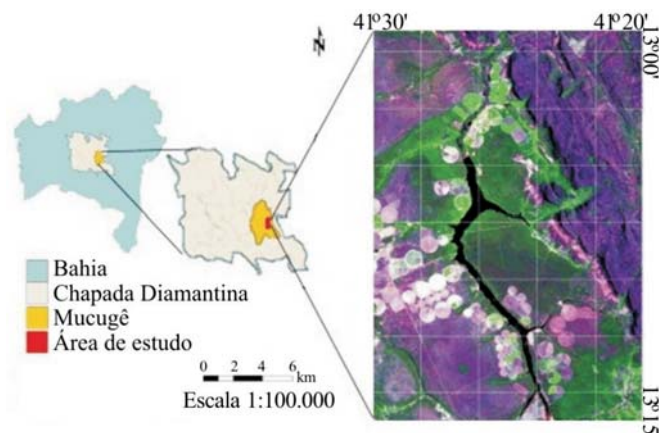 41º30'
41º20'
N
13º00'
Bahia
Chapada Diamantina
Mucugê
Área de estudo
0 2 4 6
km
Escala 1:100.000
13º15'